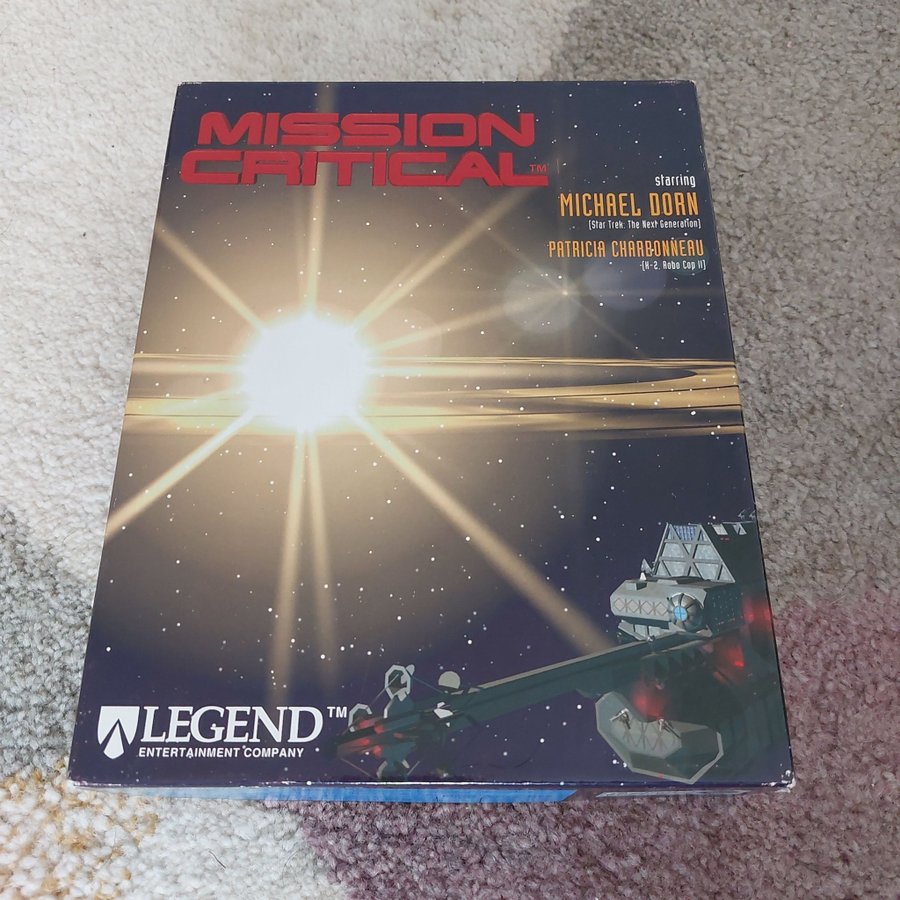 MISSION
CRITICAL™
starring
MICHAEL DORN
(Star Trek: The Next Generation)
PATRICIA CHARBONNEAU
(K-2, Robo Cop II)
LEGEND™
ENTERTAINMENT COMPANY